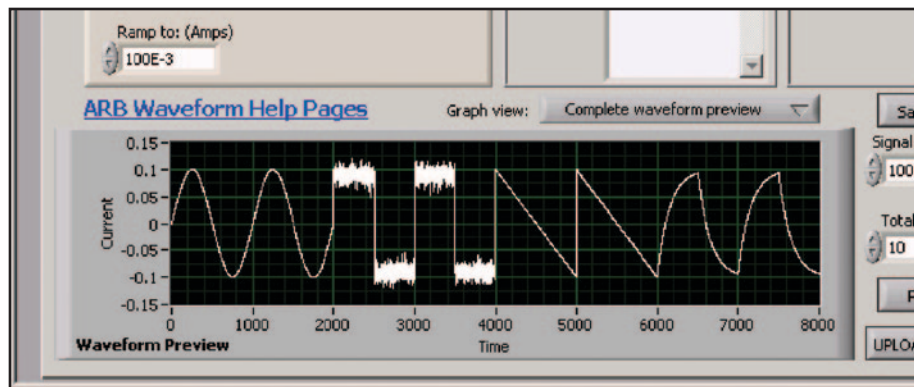 Ramp to: (Amps)
100E-3
ARB Waveform Help Pages
Graph view:
Complete waveform preview
Signal
100
Total
10
Current
0.15
0.1
0.05
0
-0.05
-0.1
-0.15
0
1000
2000
3000
4000
5000
6000
7000
8000
Waveform Preview
Time